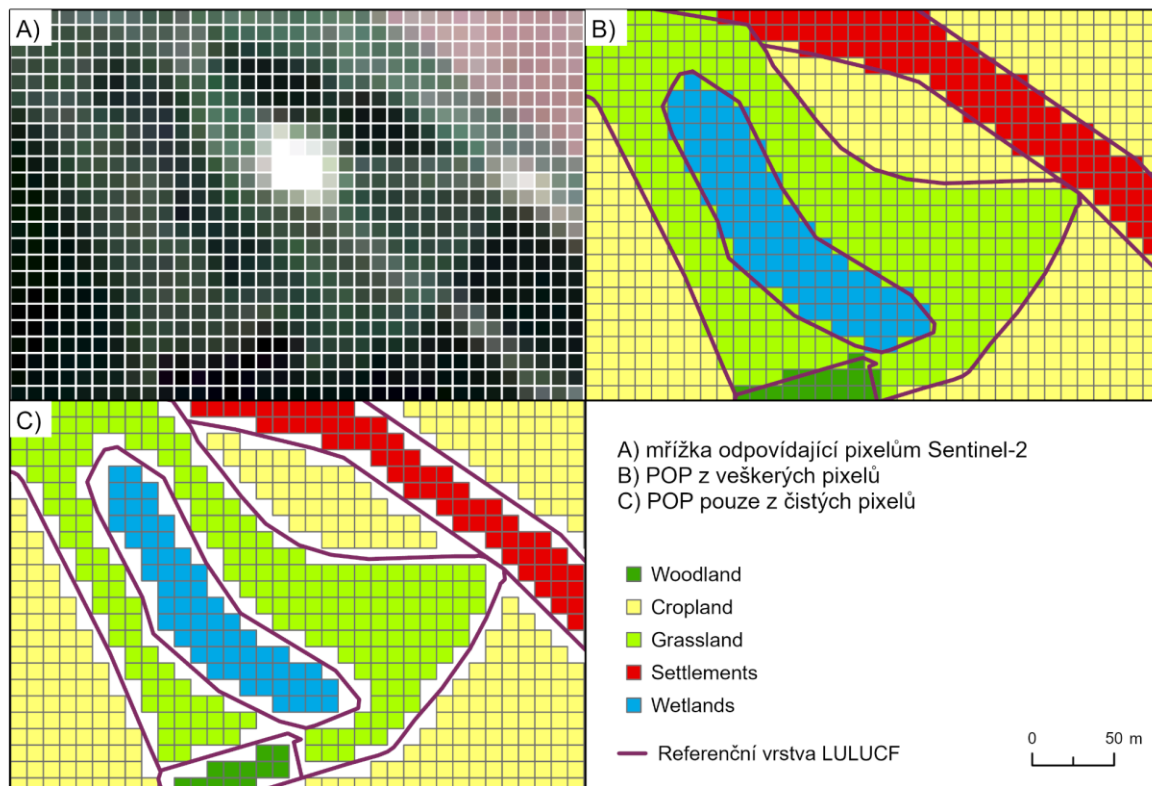 A)
B)
C)
A) mřížka odpovídající pixelům Sentinel-2
B) POP z veškerých pixelů
C) POP pouze z čistých pixelů
Woodland
Cropland
Grassland
Settlements
Wetlands
Referenční vrstva LULUCF
0 50 m